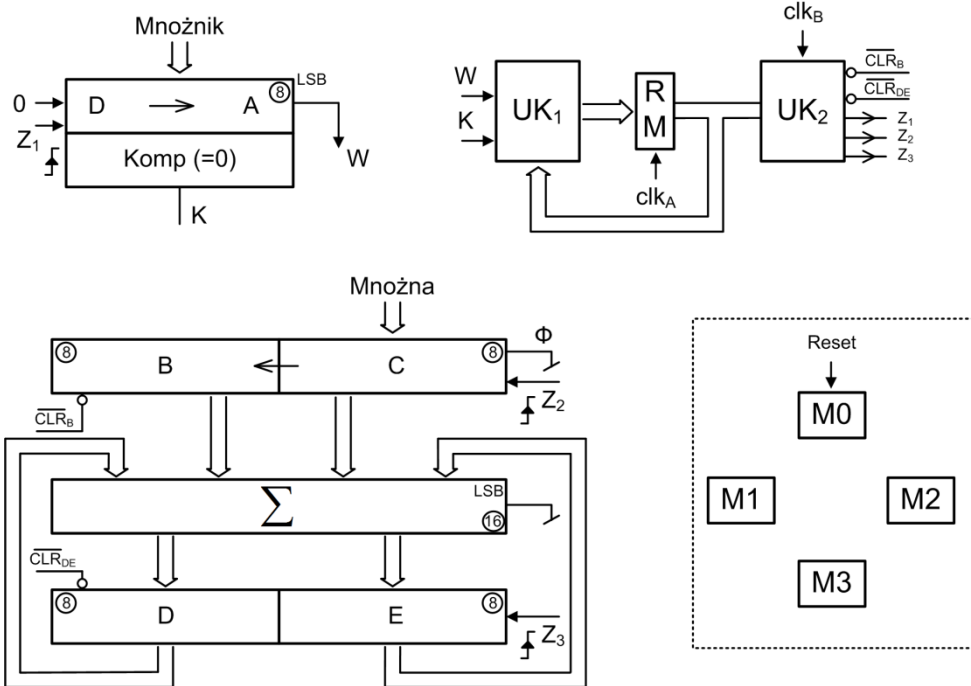 Mnożnik
0
D
A
8
LSB
Z1
Komp (=0)
W
K
W
K
UK1
R
M
clkA
clkB
UK2
CLRB
CLRDE
Z1
Z2
Z3
Mnożna
8
B
C
8
Φ
Z2
CLRB
Σ
LSB
16
CLRDE
8
D
E
8
Z3
Reset
M0
M1
M2
M3